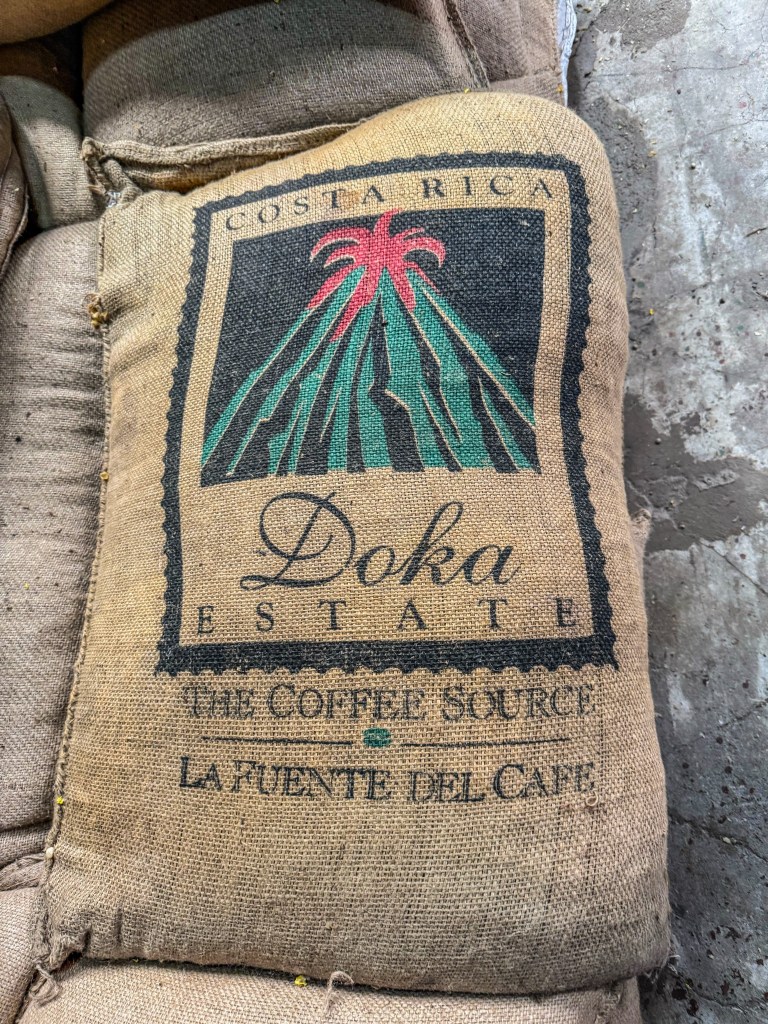 COSTA RICA
Doka
ESTATE
THE COFFEE SOURCE
LA FUENTE DEL CAFE